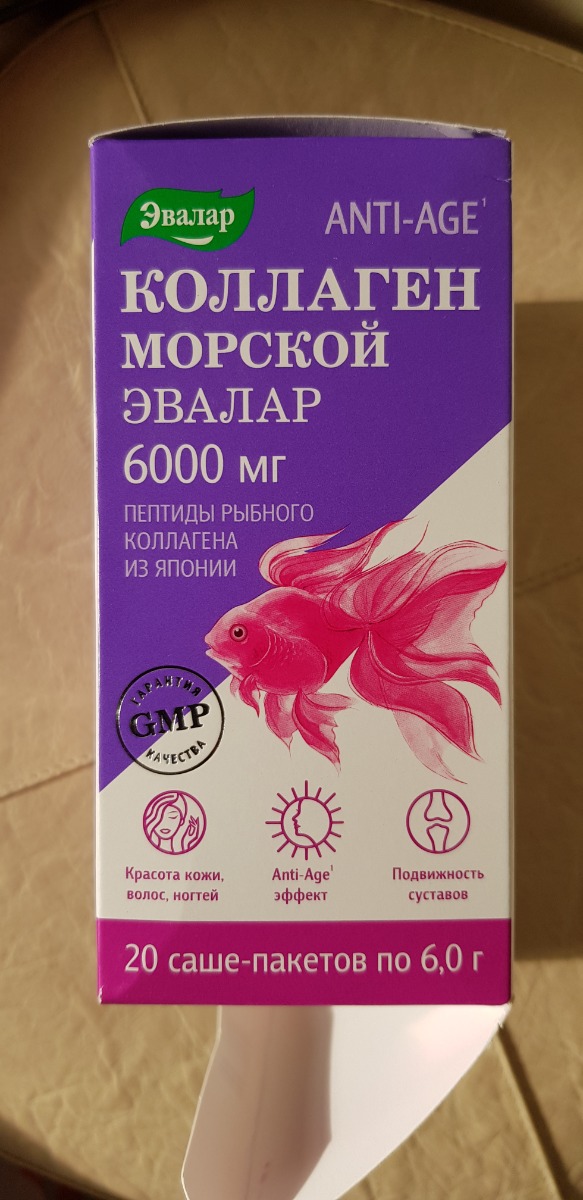 Эвалар
ANTI-AGE¹
КОЛЛАГЕН
МОРСКОЙ
ЭВАЛАР
6000 мг
ПЕПТИДЫ РЫБНОГО
КОЛЛАГЕНА
ИЗ ЯПОНИИ
ГАРАНТИЯ
GMP
КАЧЕСТВА
Красота кожи,
волос, ногтей
Anti-Age¹
эффект
Подвижность
суставов
20 саше-пакетов по 6,0 г